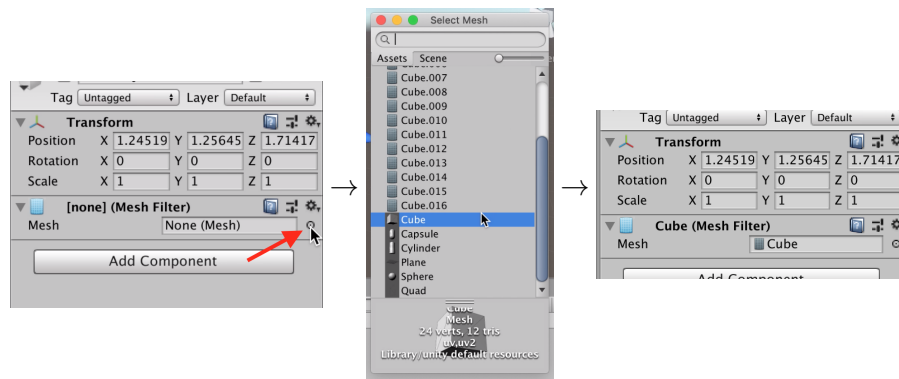 Tag Untagged Layer Default
Transform
Position X 1.24519 Y 1.25645 Z 1.71417
Rotation X 0 Y 0 Z 0
Scale X 1 Y 1 Z 1
[none] (Mesh Filter)
Mesh None (Mesh)
Add Component
→
Select Mesh
Assets Scene
Cube.007
Cube.008
Cube.009
Cube.010
Cube.011
Cube.012
Cube.013
Cube.014
Cube.015
Cube.016
Cube
Capsule
Cylinder
Plane
Sphere
Quad
Cube
Mesh
24 verts, 12 tris
uv,uv2
Library/unity default resources
→
Tag Untagged Layer Default
Transform
Position X 1.24519 Y 1.25645 Z 1.71417
Rotation X 0 Y 0 Z 0
Scale X 1 Y 1 Z 1
Cube (Mesh Filter)
Mesh Cube
Add Component